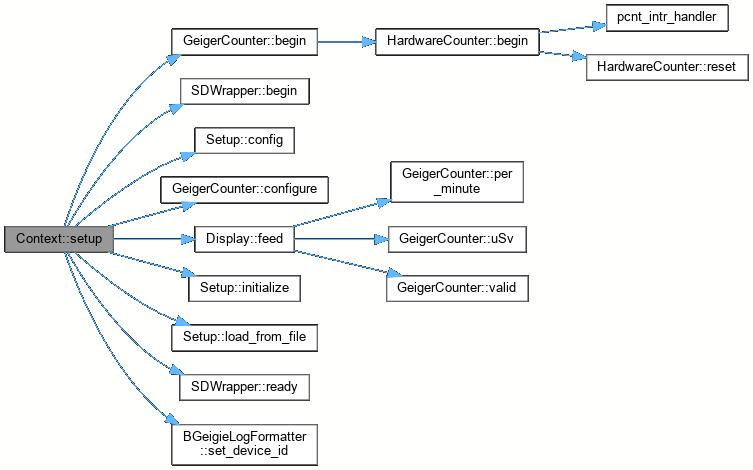 pcnt_intr_handler
GeigerCounter::begin
HardwareCounter::begin
HardwareCounter::reset
SDWrapper::begin
Setup::config
GeigerCounter::per
_minute
GeigerCounter::configure
Context::setup
Display::feed
GeigerCounter::uSv
Setup::initialize
GeigerCounter::valid
Setup::load_from_file
SDWrapper::ready
BGeigieLogFormatter
::set_device_id